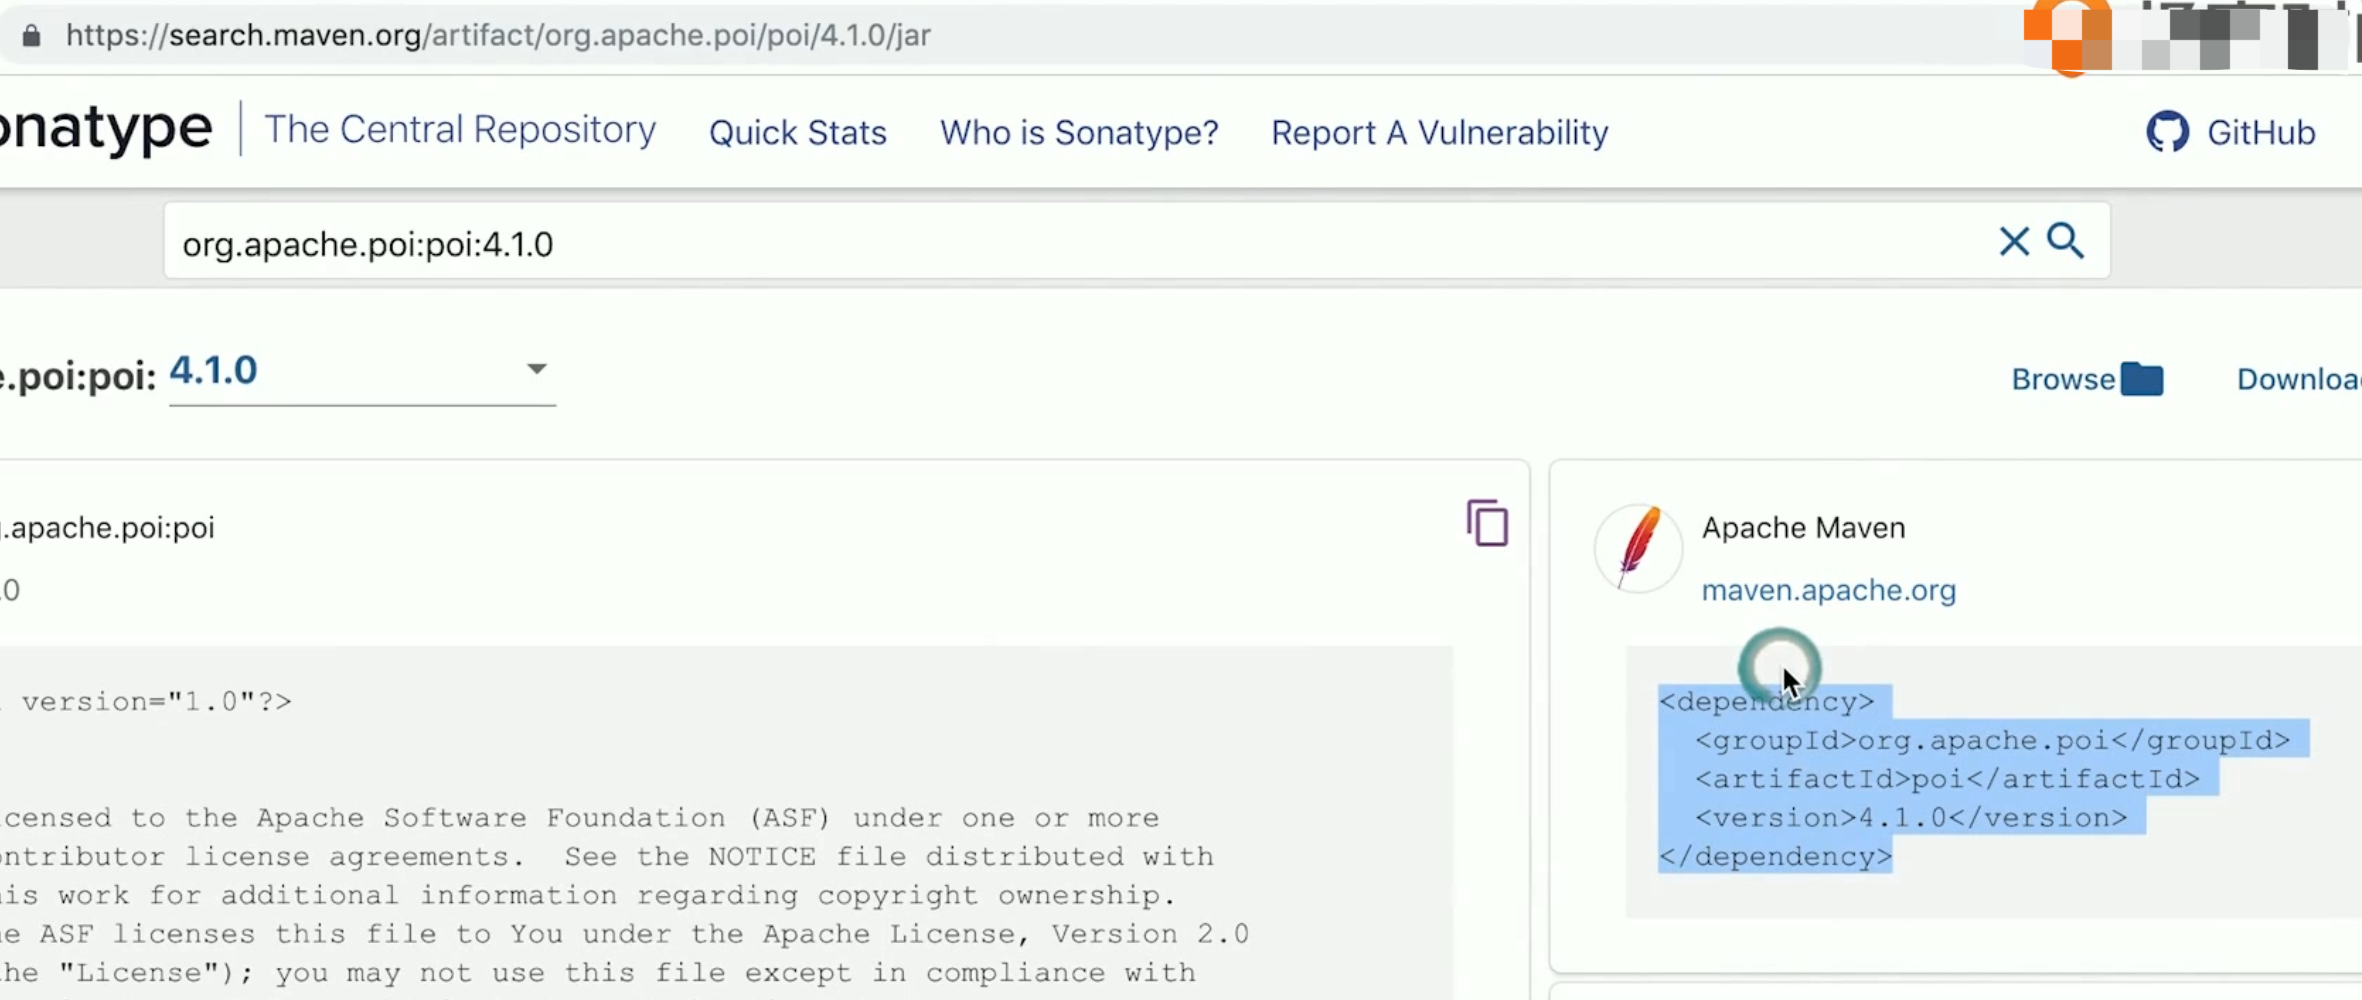 https://search.maven.org/artifact/org.apache.poi/poi/4.1.0/jar
onatype The Central Repository Quick Stats Who is Sonatype? Report A Vulnerability GitHub
org.apache.poi:poi:4.1.0
e.poi:poi: 4.1.0 Browse Downloa
.apache.poi:poi
.0
version="1.0"?>
censed to the Apache Software Foundation (ASF) under one or more
ntributor license agreements.  See the NOTICE file distributed with
is work for additional information regarding copyright ownership.
e ASF licenses this file to You under the Apache License, Version 2.0
he "License"); you may not use this file except in compliance with
Apache Maven
maven.apache.org
<dependency>
  <groupId>org.apache.poi</groupId>
  <artifactId>poi</artifactId>
  <version>4.1.0</version>
</dependency>